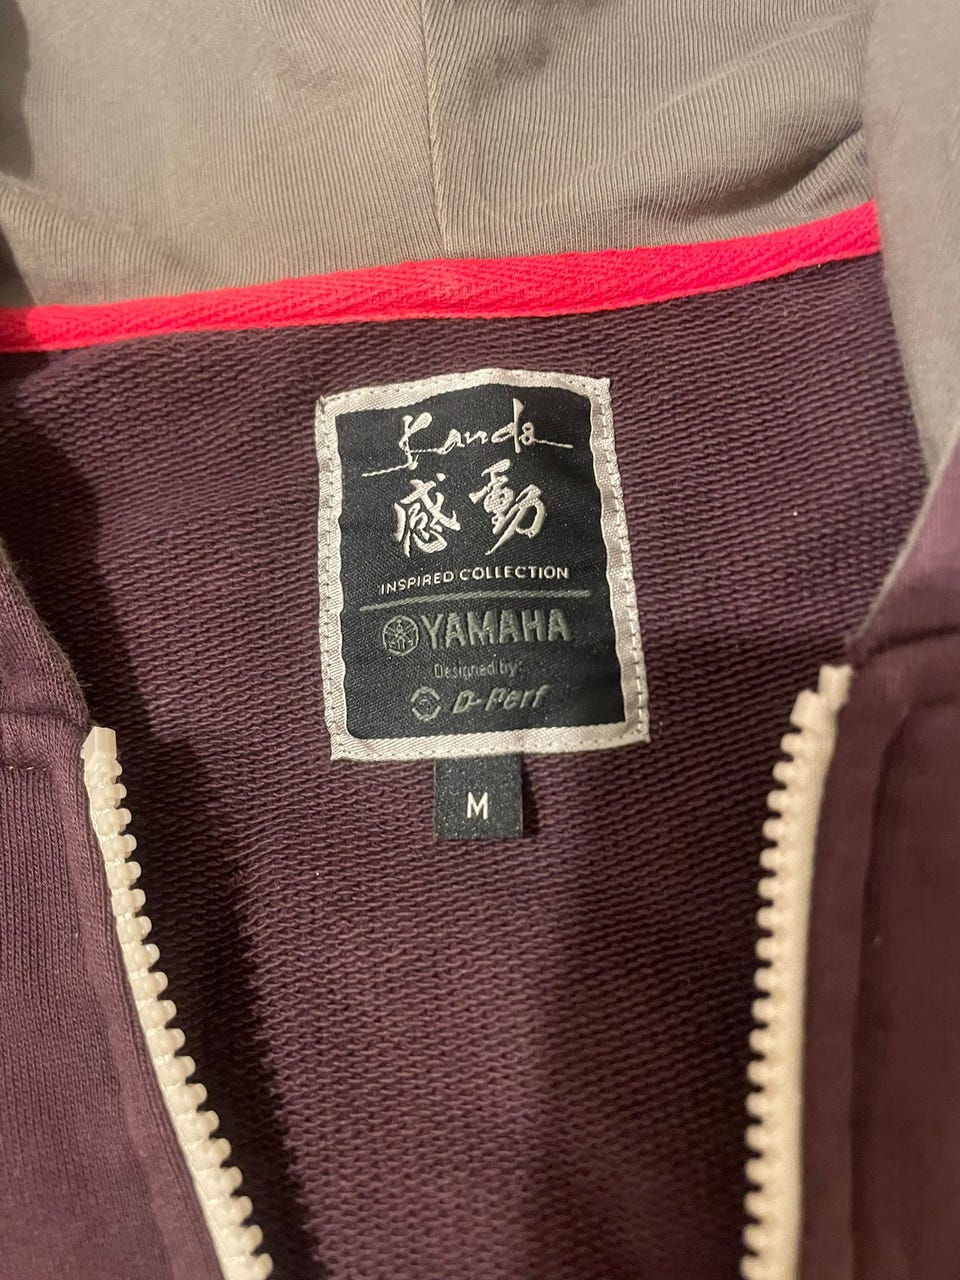 Kando
感動
INSPIRED COLLECTION
YAMAHA
Designed by:
D-Perf
M